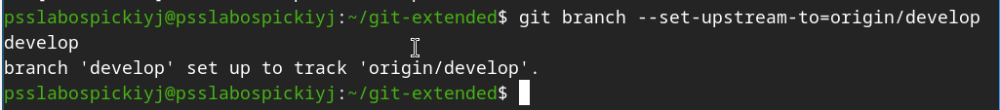 psslabospickiyj@psslabospickiyj:~/git-extended$ git branch --set-upstream-to=origin/develop
develop
branch 'develop' set up to track 'origin/develop'.
psslabospickiyj@psslabospickiyj:~/git-extended$